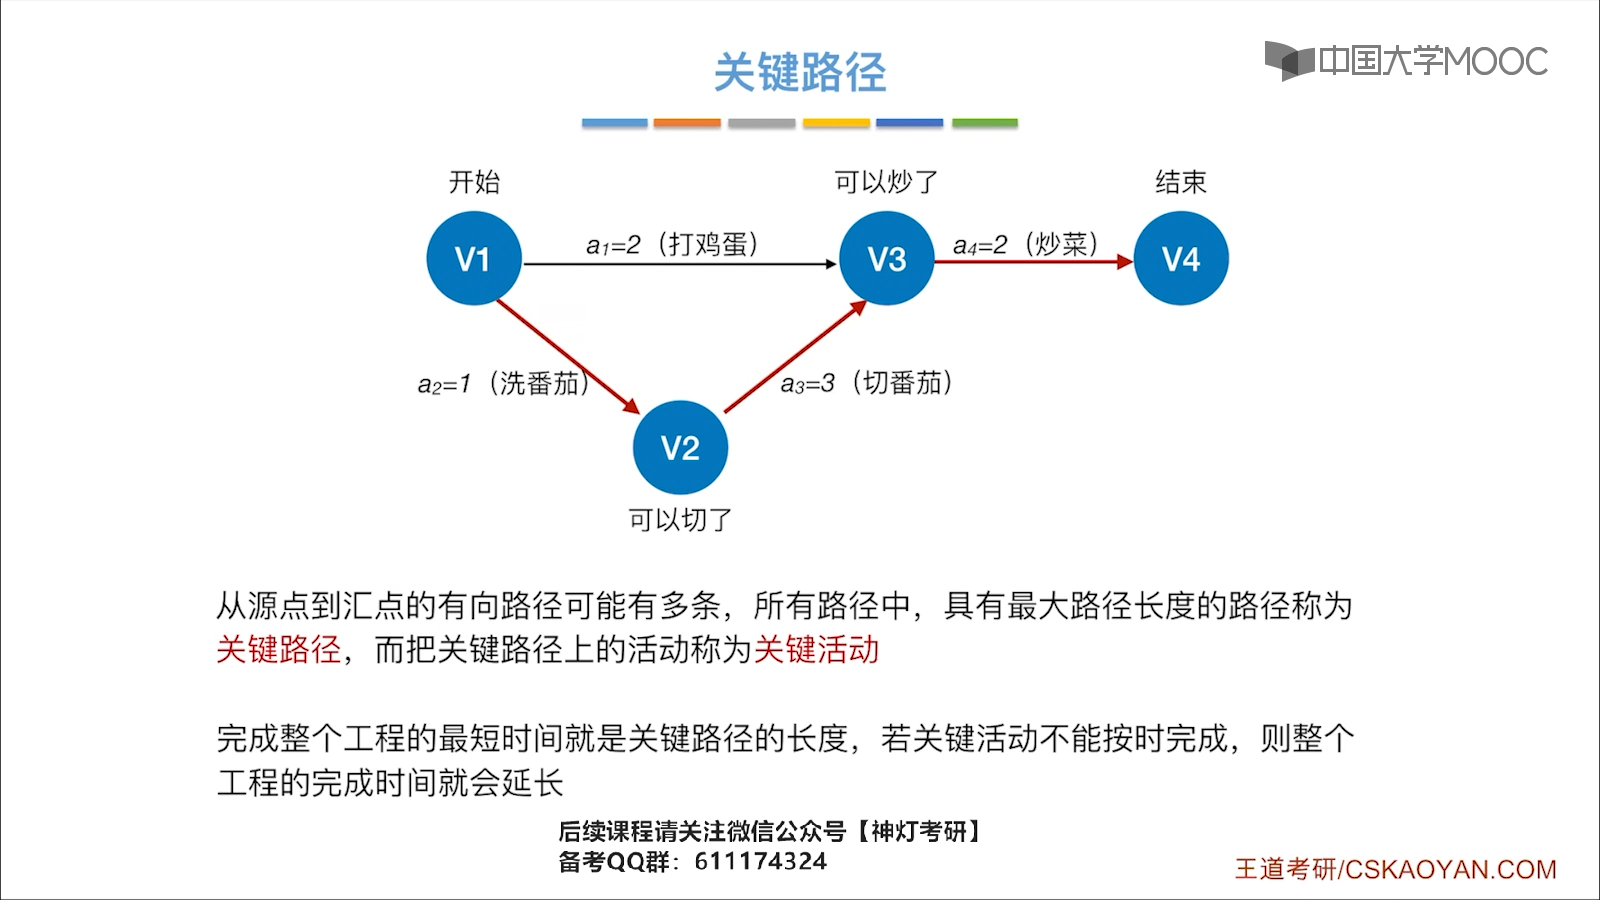 关键路径
中国大学MOOC
开始
可以炒了
结束
V1
a1=2（打鸡蛋）
V3
a4=2（炒菜）
V4
a2=1（洗番茄）
a3=3（切番茄）
V2
可以切了
从源点到汇点的有向路径可能有多条，所有路径中，具有最大路径长度的路径称为
关键路径，而把关键路径上的活动称为关键活动
完成整个工程的最短时间就是关键路径的长度，若关键活动不能按时完成，则整个
工程的完成时间就会延长
后续课程请关注微信公众号【神灯考研】
备考QQ群：611174324
王道考研/CSKAOYAN.COM